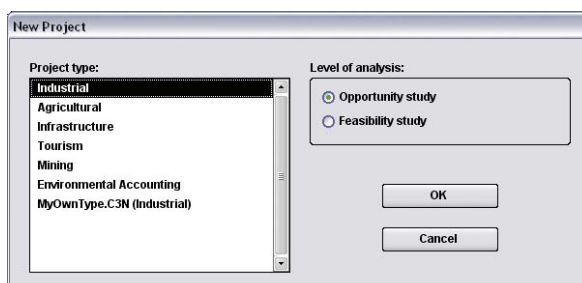 New Project
Project type:
Industrial
Agricultural
Infrastructure
Tourism
Mining
Environmental Accounting
MyOwnType.C3N (Industrial)
Level of analysis:
Opportunity study
Feasibility study
OK
Cancel